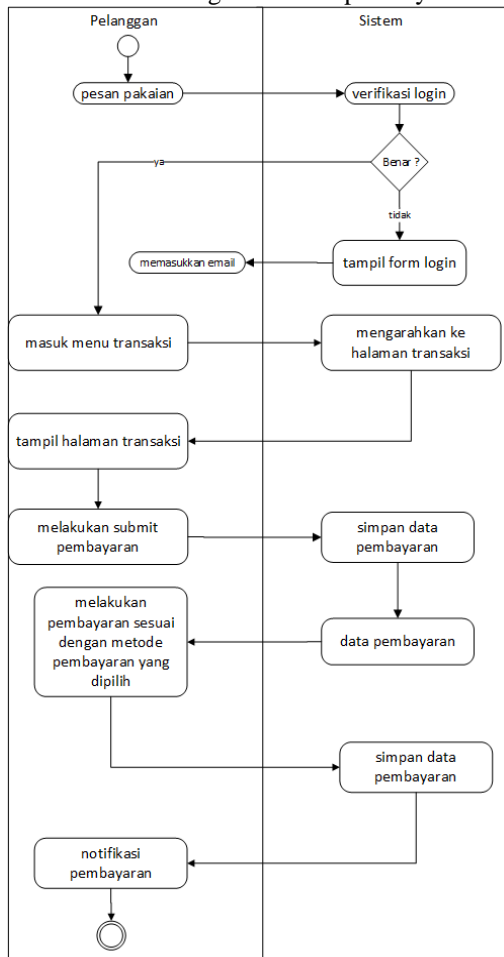 Pelanggan
Sistem
pesan pakaian
verifikasi login
Benar ?
ya
tidak
memasukkan email
tampil form login
masuk menu transaksi
mengarahkan ke
halaman transaksi
tampil halaman transaksi
melakukan submit
pembayaran
simpan data
pembayaran
melakukan
pembayaran sesuai
dengan metode
pembayaran yang
dipilih
data pembayaran
simpan data
pembayaran
notifikasi
pembayaran